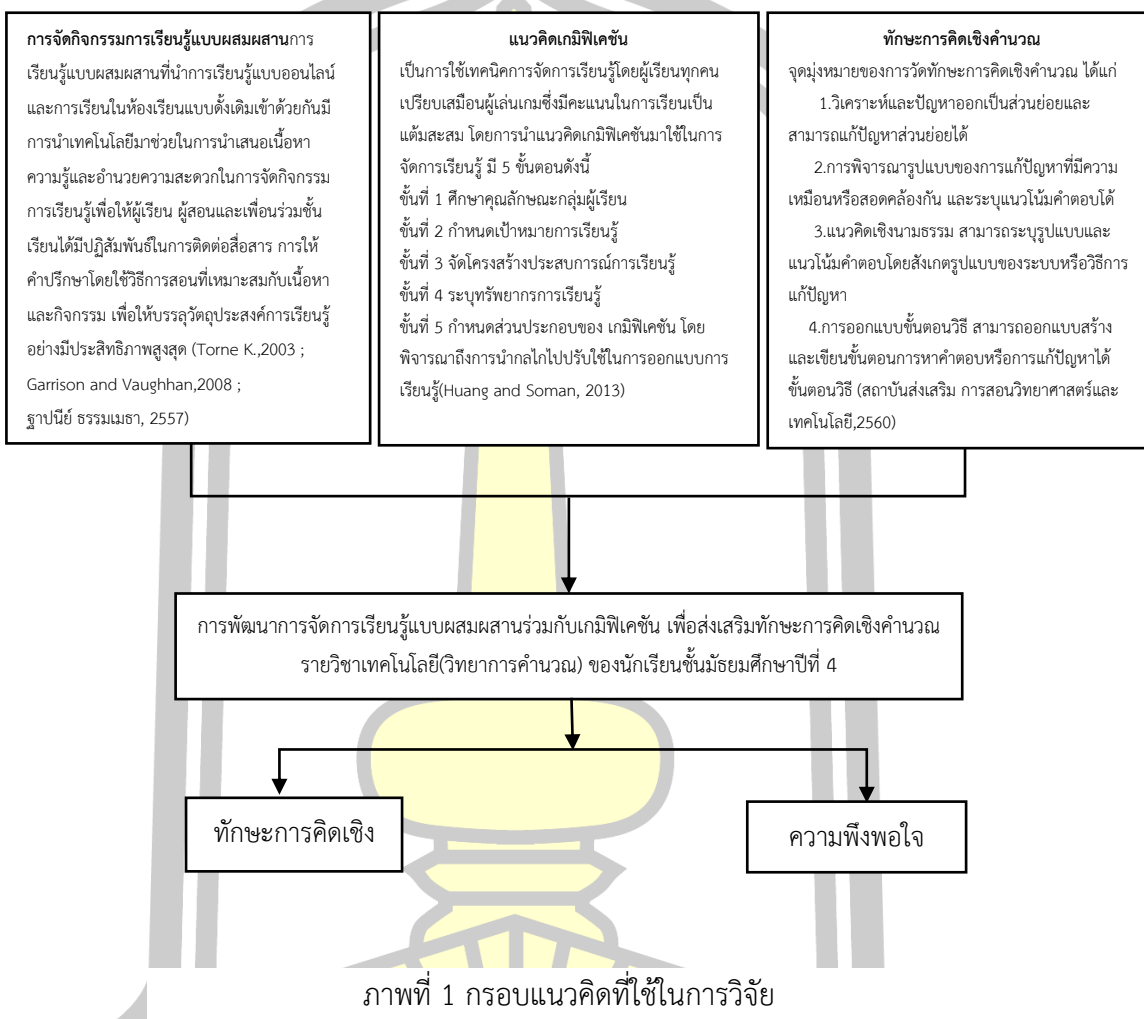 การจัดกิจกรรมการเรียนรู้แบบผสมผสานการ
เรียนรู้แบบผสมผสานที่นำการเรียนรู้แบบออนไลน์
และการเรียนในห้องเรียนแบบดั้งเดิมเข้าด้วยกันมี
การนำเทคโนโลยีมาช่วยในการนำเสนอเนื้อหา
ความรู้และอำนวยความสะดวกในการจัดกิจกรรม
การเรียนรู้เพื่อให้ผู้เรียน ผู้สอนและเพื่อนร่วมชั้น
เรียนได้มีปฏิสัมพันธ์ในการติดต่อสื่อสาร การให้
คำปรึกษาโดยใช้วิธีการสอนที่เหมาะสมกับเนื้อหา
และกิจกรรม เพื่อให้บรรลุวัตถุประสงค์การเรียนรู้
อย่างมีประสิทธิภาพสูงสุด (Torne K.,2003 ;
Garrison and Vaughhan,2008 ;
ฐาปนีย์ ธรรมเมธา, 2557)
แนวคิดเกมิฟิเคชัน
เป็นการใช้เทคนิคการจัดการเรียนรู้โดยผู้เรียนทุกคน
เปรียบเสมือนผู้เล่นเกมซึ่งมีคะแนนในการเรียนเป็น
แต้มสะสม โดยการนำแนวคิดเกมิฟิเคชันมาใช้ในการ
จัดการเรียนรู้ มี 5 ขั้นตอนดังนี้
ขั้นที่ 1 ศึกษาคุณลักษณะกลุ่มผู้เรียน
ขั้นที่ 2 กำหนดเป้าหมายการเรียนรู้
ขั้นที่ 3 จัดโครงสร้างประสบการณ์การเรียนรู้
ขั้นที่ 4 ระบุทรัพยากรการเรียนรู้
ขั้นที่ 5 กำหนดส่วนประกอบของ เกมิฟิเคชัน โดย
พิจารณาถึงการนำกลไกไปปรับใช้ในการออกแบบการ
เรียนรู้(Huang and Soman, 2013)
ทักษะการคิดเชิงคำนวณ
จุดมุ่งหมายของการวัดทักษะการคิดเชิงคำนวณ ได้แก่
1.วิเคราะห์และปัญหาออกเป็นส่วนย่อยและ
สามารถแก้ปัญหาส่วนย่อยได้
2.การพิจารณารูปแบบของการแก้ปัญหาที่มีความ
เหมือนหรือสอดคล้องกัน และระบุแนวโน้มคำตอบได้
3.แนวคิดเชิงนามธรรม สามารถระบุรูปแบบและ
แนวโน้มคำตอบโดยสังเกตรูปแบบของระบบหรือวิธีการ
แก้ปัญหา
4.การออกแบบขั้นตอนวิธี สามารถออกแบบสร้าง
และเขียนขั้นตอนการหาคำตอบหรือการแก้ปัญหาได้
ขั้นตอนวิธี (สถาบันส่งเสริม การสอนวิทยาศาสตร์และ
เทคโนโลยี,2560)
การพัฒนาการจัดการเรียนรู้แบบผสมผสานร่วมกับเกมิฟิเคชัน เพื่อส่งเสริมทักษะการคิดเชิงคำนวณ
รายวิชาเทคโนโลยี(วิทยาการคำนวณ) ของนักเรียนชั้นมัธยมศึกษาปีที่ 4
ทักษะการคิดเชิง
ความพึงพอใจ
ภาพที่ 1 กรอบแนวคิดที่ใช้ในการวิจัย